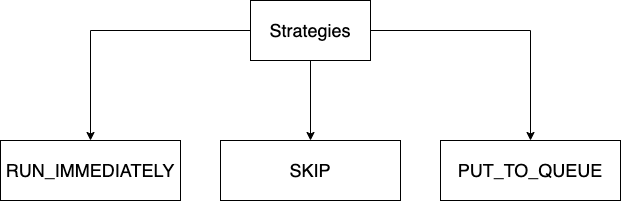 Strategies
RUN_IMMEDIATELY
SKIP
PUT_TO_QUEUE